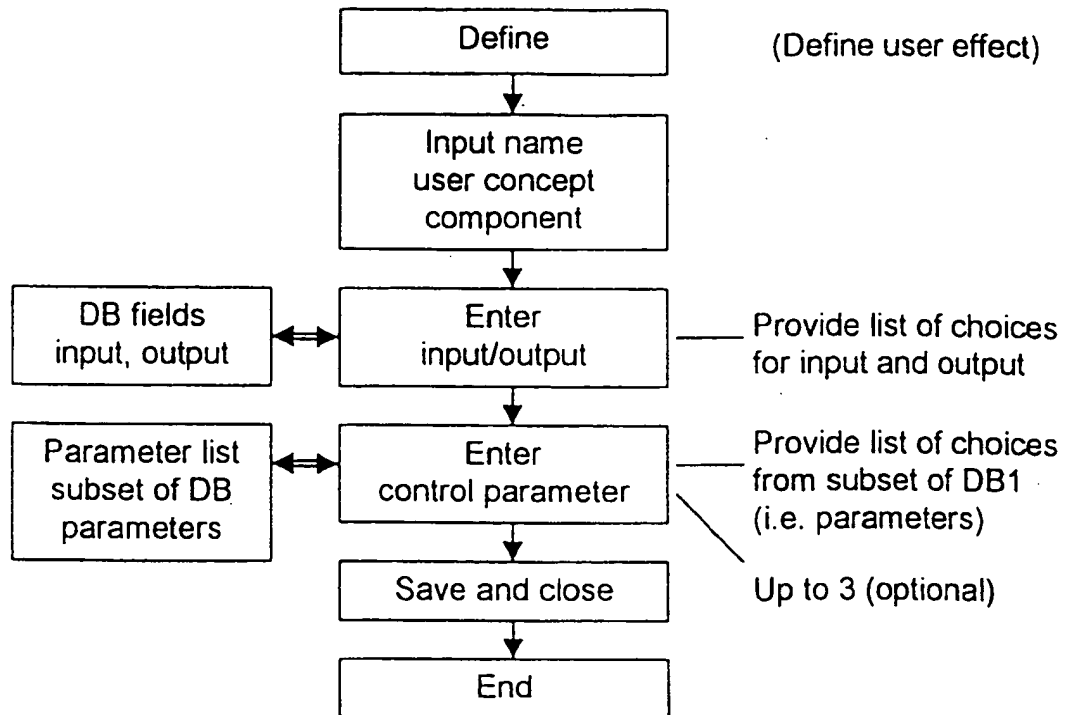 Define
(Define user effect)
Input name
user concept
component
DB fields
input, output
Enter
input/output
Provide list of choices
for input and output
Parameter list
subset of DB
parameters
Enter
control parameter
Provide list of choices
from subset of DB1
(i.e. parameters)
Up to 3 (optional)
Save and close
End